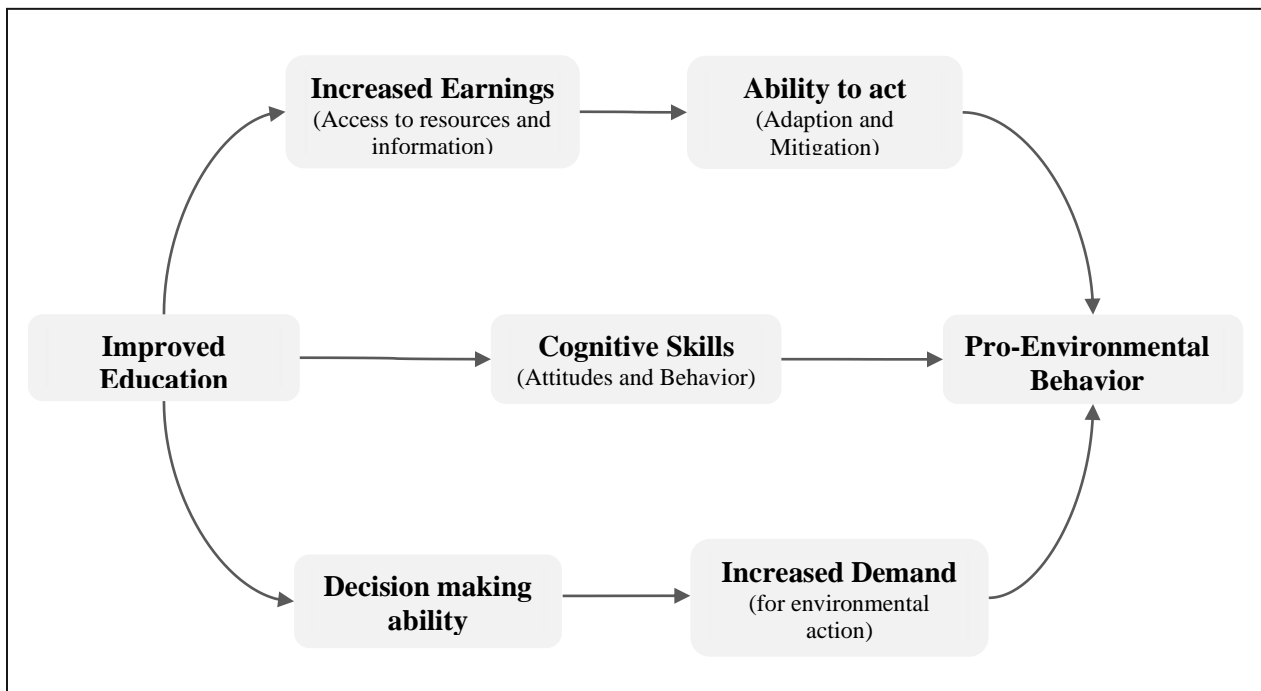 Increased Earnings
(Access to resources and
information)
Ability to act
(Adaption and
Mitigation)
Improved
Education
Cognitive Skills
(Attitudes and Behavior)
Pro-Environmental
Behavior
Decision making
ability
Increased Demand
(for environmental
action)